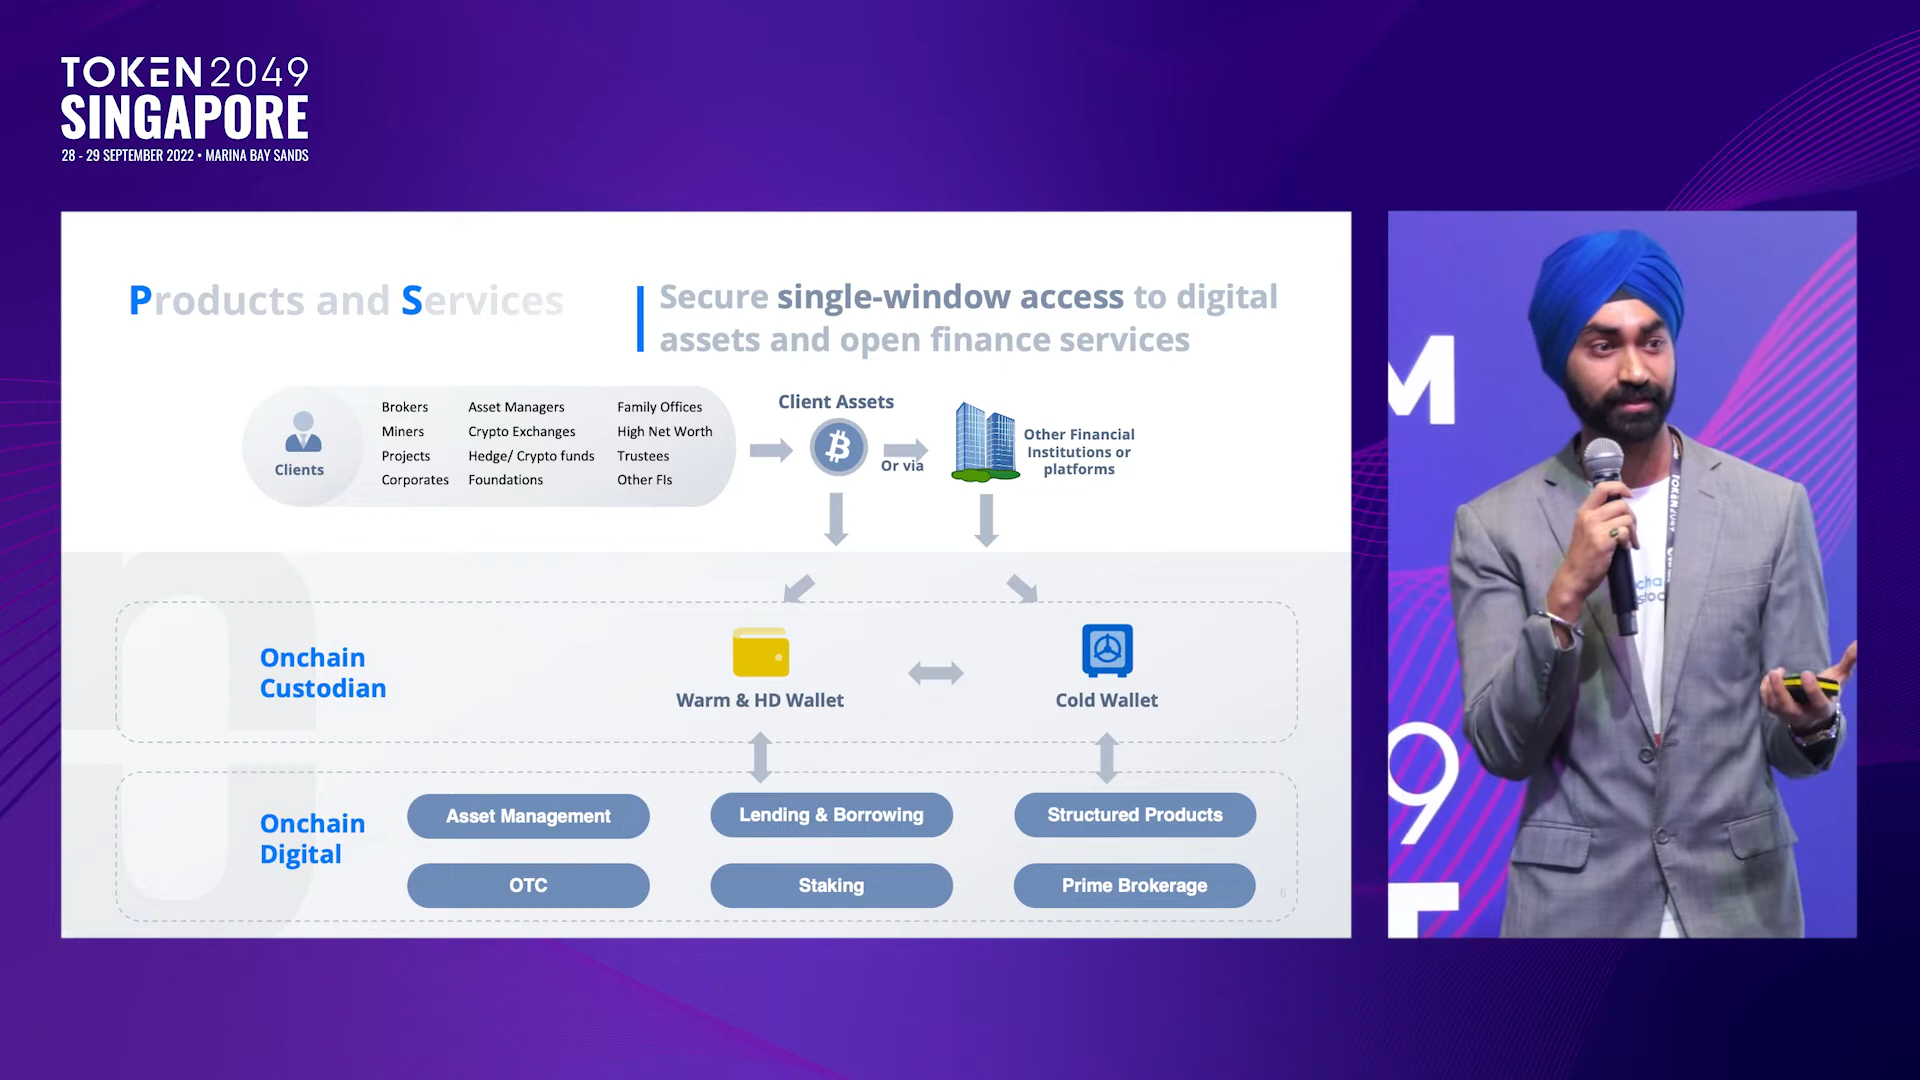 TOKEN2049
SINGAPORE
28 - 29 SEPTEMBER 2022 • MARINA BAY SANDS
Products and Services
Secure single-window access to digital
assets and open finance services
Clients
Brokers
Miners
Projects
Corporates
Asset Managers
Crypto Exchanges
Hedge/ Crypto funds
Foundations
Family Offices
High Net Worth
Trustees
Other FIs
Client Assets
Or via
Other Financial
Institutions or
platforms
Onchain
Custodian
Warm & HD Wallet
Cold Wallet
Onchain
Digital
Asset Management
Lending & Borrowing
Structured Products
OTC
Staking
Prime Brokerage
6
M
9
T